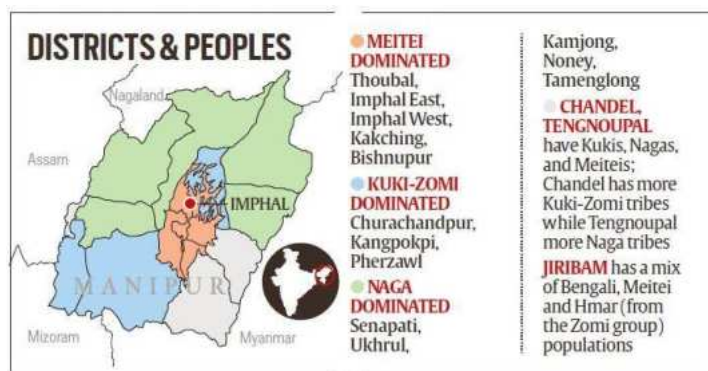 DISTRICTS & PEOPLES
Nagaland
Assam
IMPHAL
MANIPUR
Mizoram
Myanmar
MEITEI
DOMINATED
Thoubal,
Imphal East,
Imphal West,
Kakching,
Bishnupur
KUKI-ZOMI
DOMINATED
Churachandpur,
Kangpokpi,
Pherzawl
NAGA
DOMINATED
Senapati,
Ukhrul,
Kamjong,
Noney,
Tamenglong
CHANDEL,
TENGNOUPAL
have Kukis, Nagas,
and Meiteis;
Chandel has more
Kuki-Zomi tribes
while Tengnoupal
more Naga tribes
JIRIBAM has a mix
of Bengali, Meitei
and Hmar (from
the Zomi group)
populations